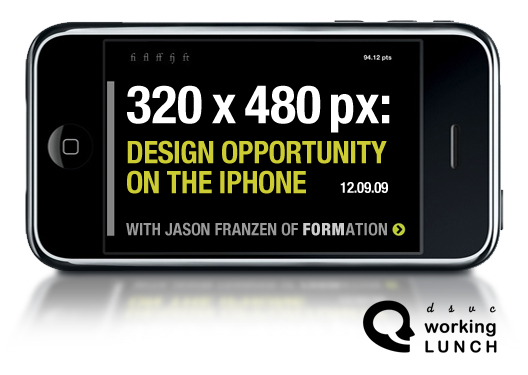 fi fl ff fj ft
94.12 pts
320 x 480 px:
DESIGN OPPORTUNITY
ON THE IPHONE
12.09.09
WITH JASON FRANZEN OF FORMATION
dsvc
working
LUNCH